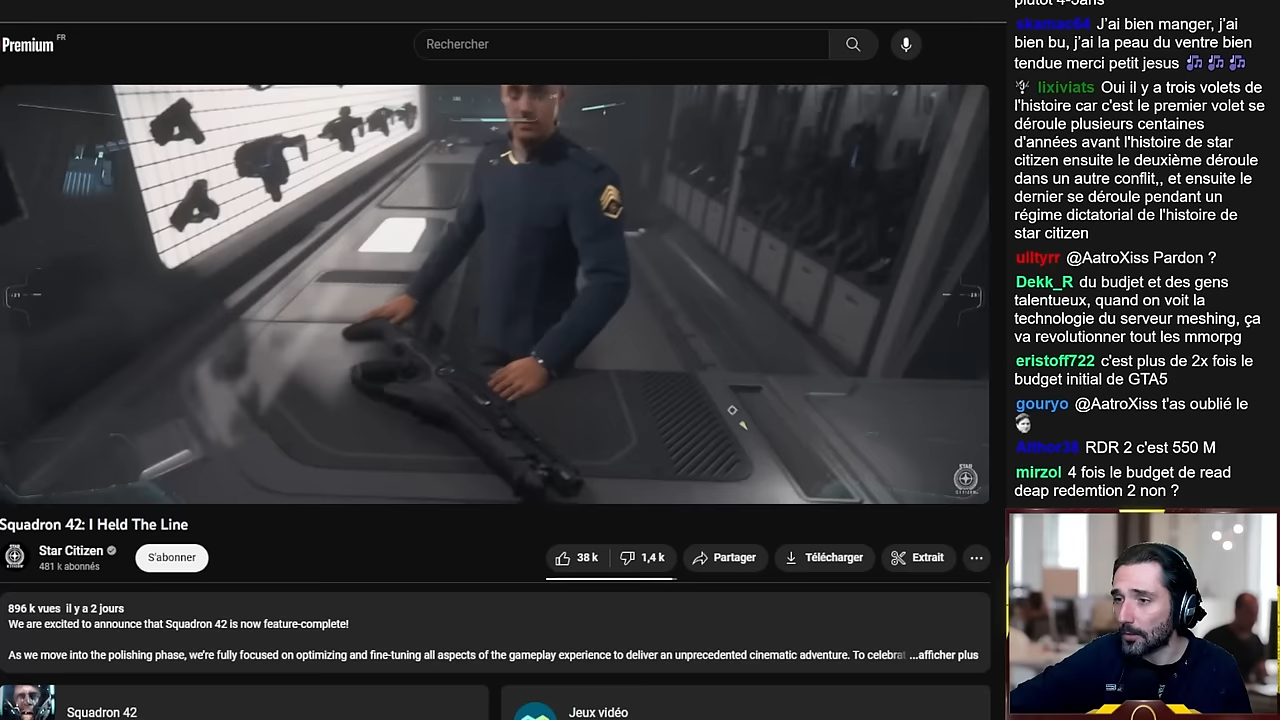 Premium FR
Rechercher
STAR
CITIZEN
Squadron 42: I Held The Line
Star Citizen
481 k abonnés
S'abonner
38 k
1,4 k
Partager
Télécharger
Extrait
896 k vues il y a 2 jours
We are excited to announce that Squadron 42 is now feature-complete!
As we move into the polishing phase, we're fully focused on optimizing and fine-tuning all aspects of the gameplay experience to deliver an unprecedented cinematic adventure. To celebrat ...afficher plus
Squadron 42
Jeux vidéo
plutôt 4-5ans
J'ai bien manger, j'ai
bien bu, j'ai la peau du ventre bien
tendue merci petit jesus
lixiviats Oui il y a trois volets de
l'histoire car c'est le premier volet se
déroule plusieurs centaines
d'années avant l'histoire de star
citizen ensuite le deuxième déroule
dans un autre conflit,, et ensuite le
dernier se déroule pendant un
régime dictatorial de l'histoire de
star citizen
ulltyrr @AatroXiss Pardon ?
Dekk_R du budjet et des gens
talentueux, quand on voit la
technologie du serveur meshing, ça
va revolutionner tout les mmorpg
eristoff722 c'est plus de 2x fois le
budget initial de GTA5
gouryo @AatroXiss t'as oublié le
RDR 2 c'est 550 M
mirzol 4 fois le budget de read
deap redemtion 2 non ?